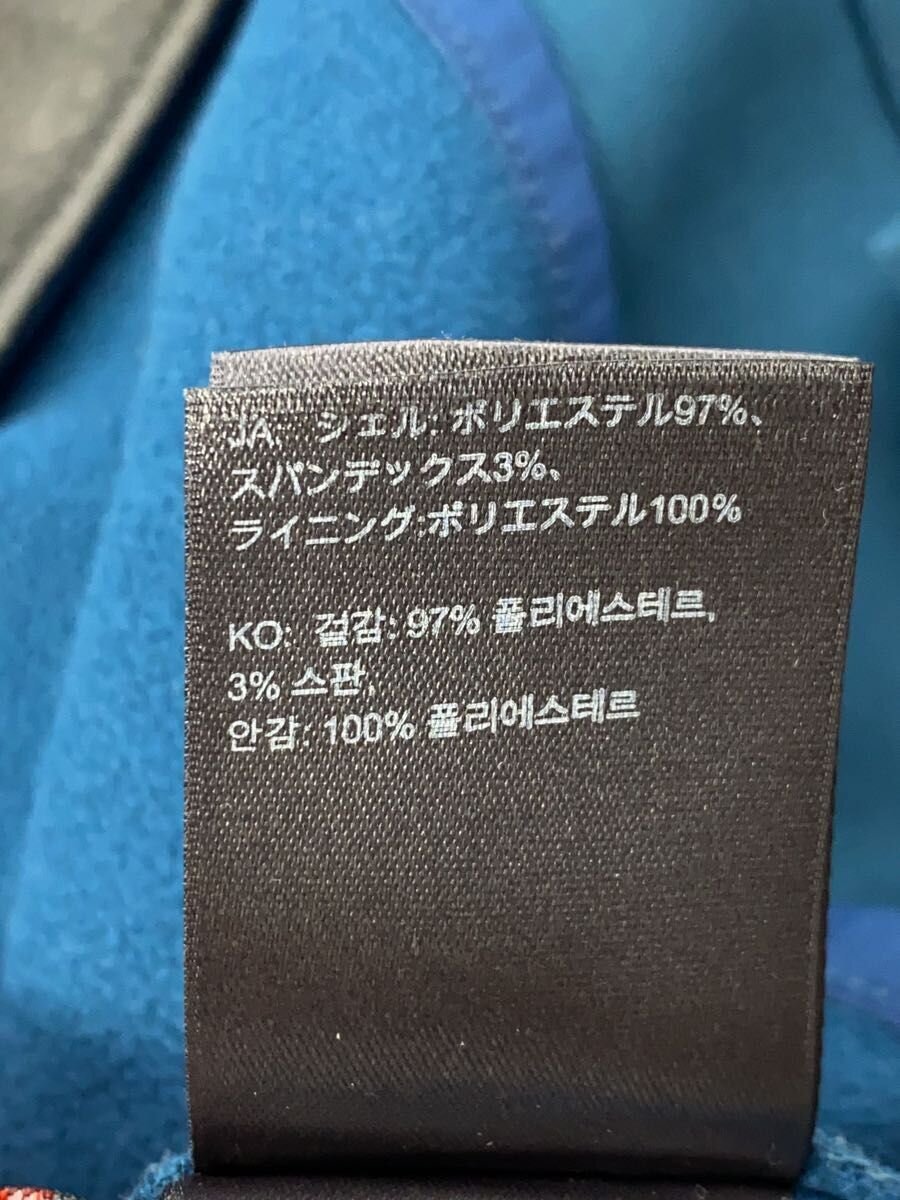 JA: シェル: ポリエステル97%、
スパンデックス3%、
ライニング:ポリエステル100%
KO: 겉감: 97% 폴리에스테르,
3% 스판,
안감: 100% 폴리에스테르